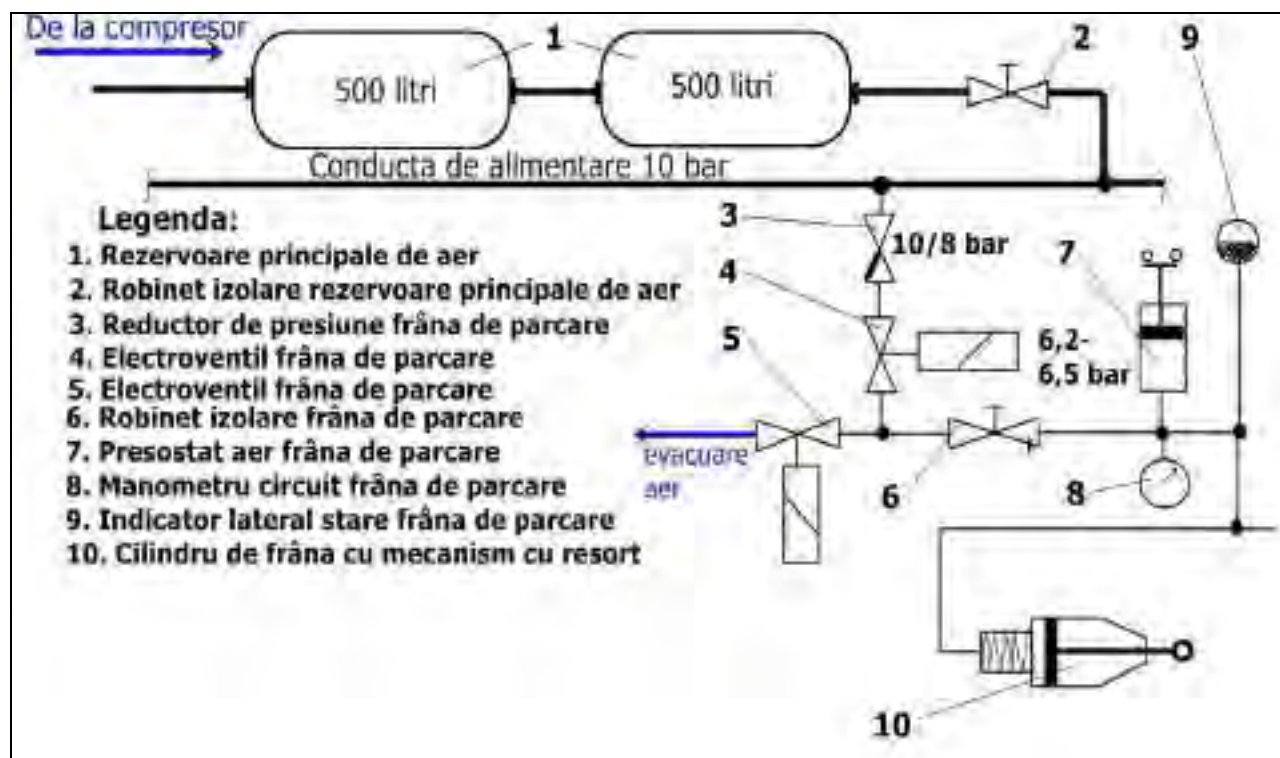 De la compresor
1
2
9
500 litri
500 litri
Conducta de alimentare 10 bar
Legenda:
1. Rezervoare principale de aer
2. Robinet izolare rezervoare principale de aer
3. Reductor de presiune frâna de parcare
4. Electroventil frâna de parcare
5. Electroventil frâna de parcare
6. Robinet izolare frâna de parcare
7. Presostat aer frâna de parcare
8. Manometru circuit frâna de parcare
9. Indicator lateral stare frâna de parcare
10. Cilindru de frâna cu mecanism cu resort
3
10/8 bar
4
7
5
6,2-
6,5 bar
evacuare
aer
6
8
10